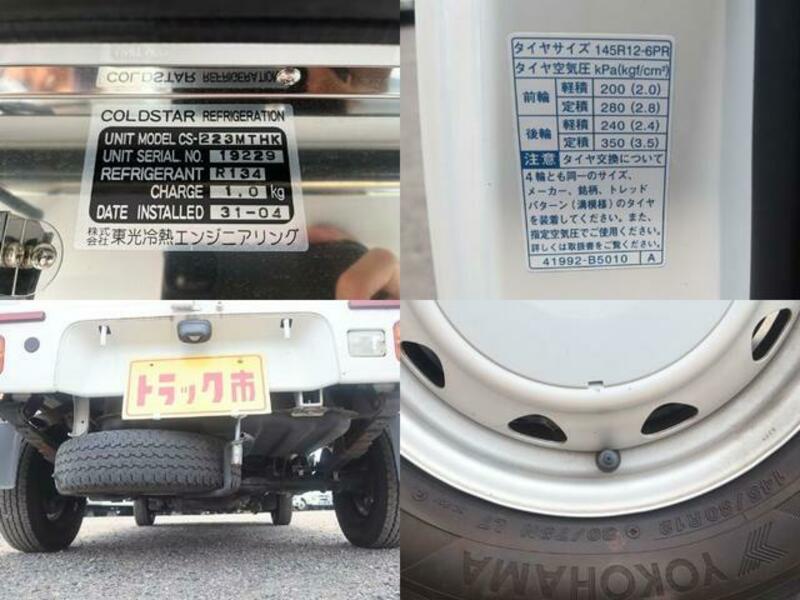 COLDSTAR REFRIGERATION
COLDSTAR REFRIGERATION
UNIT MODEL CS-223MTHK
UNIT SERIAL NO. 19229
REFRIGERANT R134
CHARGE 1.0 kg
DATE INSTALLED 31-04
株式会社 東光冷熱エンジニアリング
タイヤサイズ 145R12-6PR
タイヤ空気圧 kPa(kgf/cm²)
前輪 軽積 200 (2.0)
定積 280 (2.8)
後輪 軽積 240 (2.4)
定積 350 (3.5)
注意 タイヤ交換について
4輪とも同一のサイズ、
メーカー、銘柄、トレッド
パターン(溝模様)のタイヤ
を装着してください。また、
指定空気圧でご使用ください。
詳しくは取扱書をご覧ください。
41992-B5010 A
トラック市
145/80R12 80/78N LT
YOKOHAMA